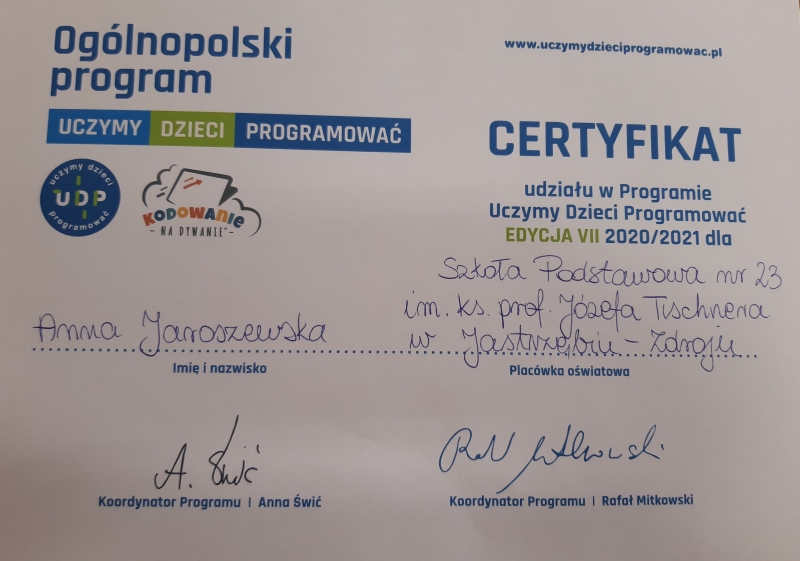 Ogólnopolski
program
UCZYMY DZIECI PROGRAMOWAĆ
uczymy dzieci
UDP
programować
KODOWANIE
- NA DYWANIE® -
www.uczymydzieciprogramowac.pl
CERTYFIKAT
udziału w Programie
Uczymy Dzieci Programować
EDYCJA VII 2020/2021 dla
Szkoła Podstawowa nr 23
im. ks. prof. Józefa Tischnera
w Jastrzębiu - Zdroju
Placówka oświatowa
Anna Jaroszewska
Imię i nazwisko
A. Świć
Koordynator Programu | Anna Świć
Koordynator Programu | Rafał Mitkowski